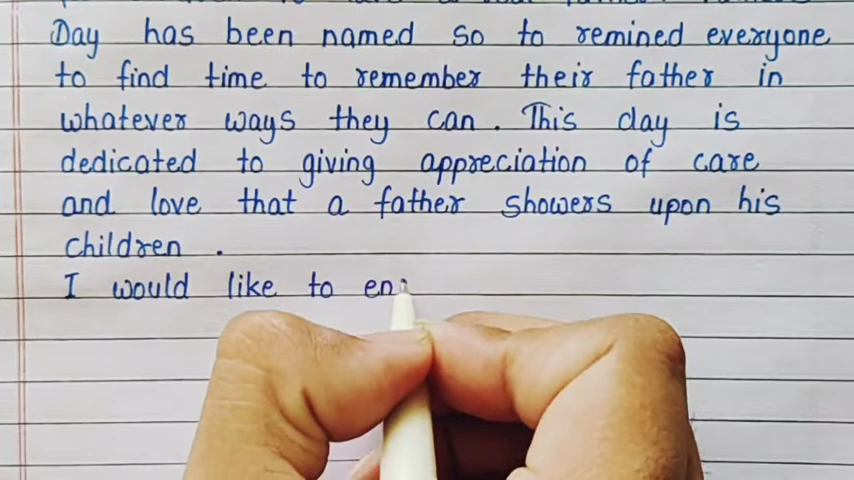 Day has been named so to remined everyone
to find time to remember their father in
whatever ways they can. This day is
dedicated to giving appreciation of care
and love that a father showers upon his
children.
I would like to en